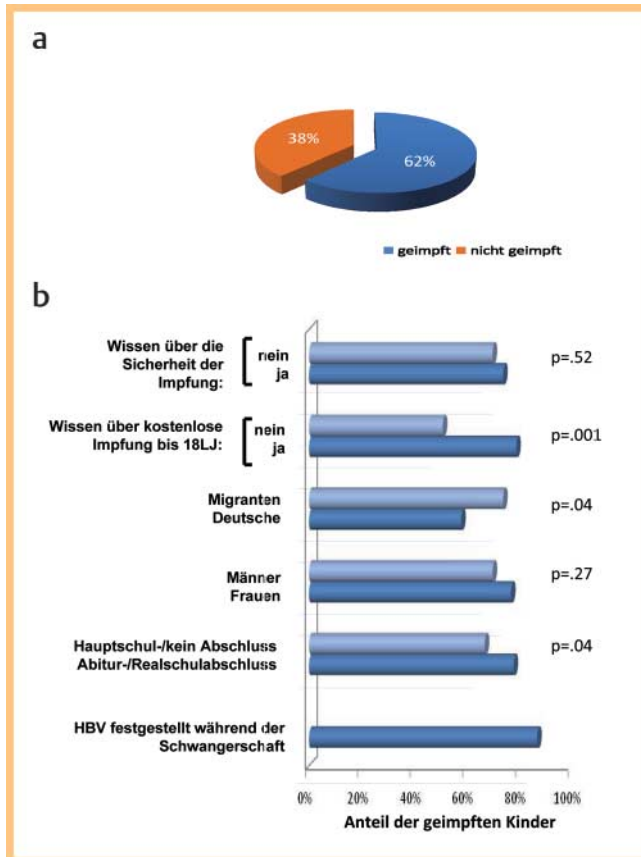 a
38%
62%
geimpft nicht geimpft
b
Wissen über die
Sicherheit der
Impfung:
nein
ja
p=.52
Wissen über kostenlose
Impfung bis 18LJ:
nein
ja
p=.001
Migranten
Deutsche
p=.04
Männer
Frauen
p=.27
Hauptschul-/kein Abschluss
Abitur-/Realschulabschluss
p=.04
HBV festgestellt während der
Schwangerschaft
0% 20% 40% 60% 80% 100%
Anteil der geimpften Kinder